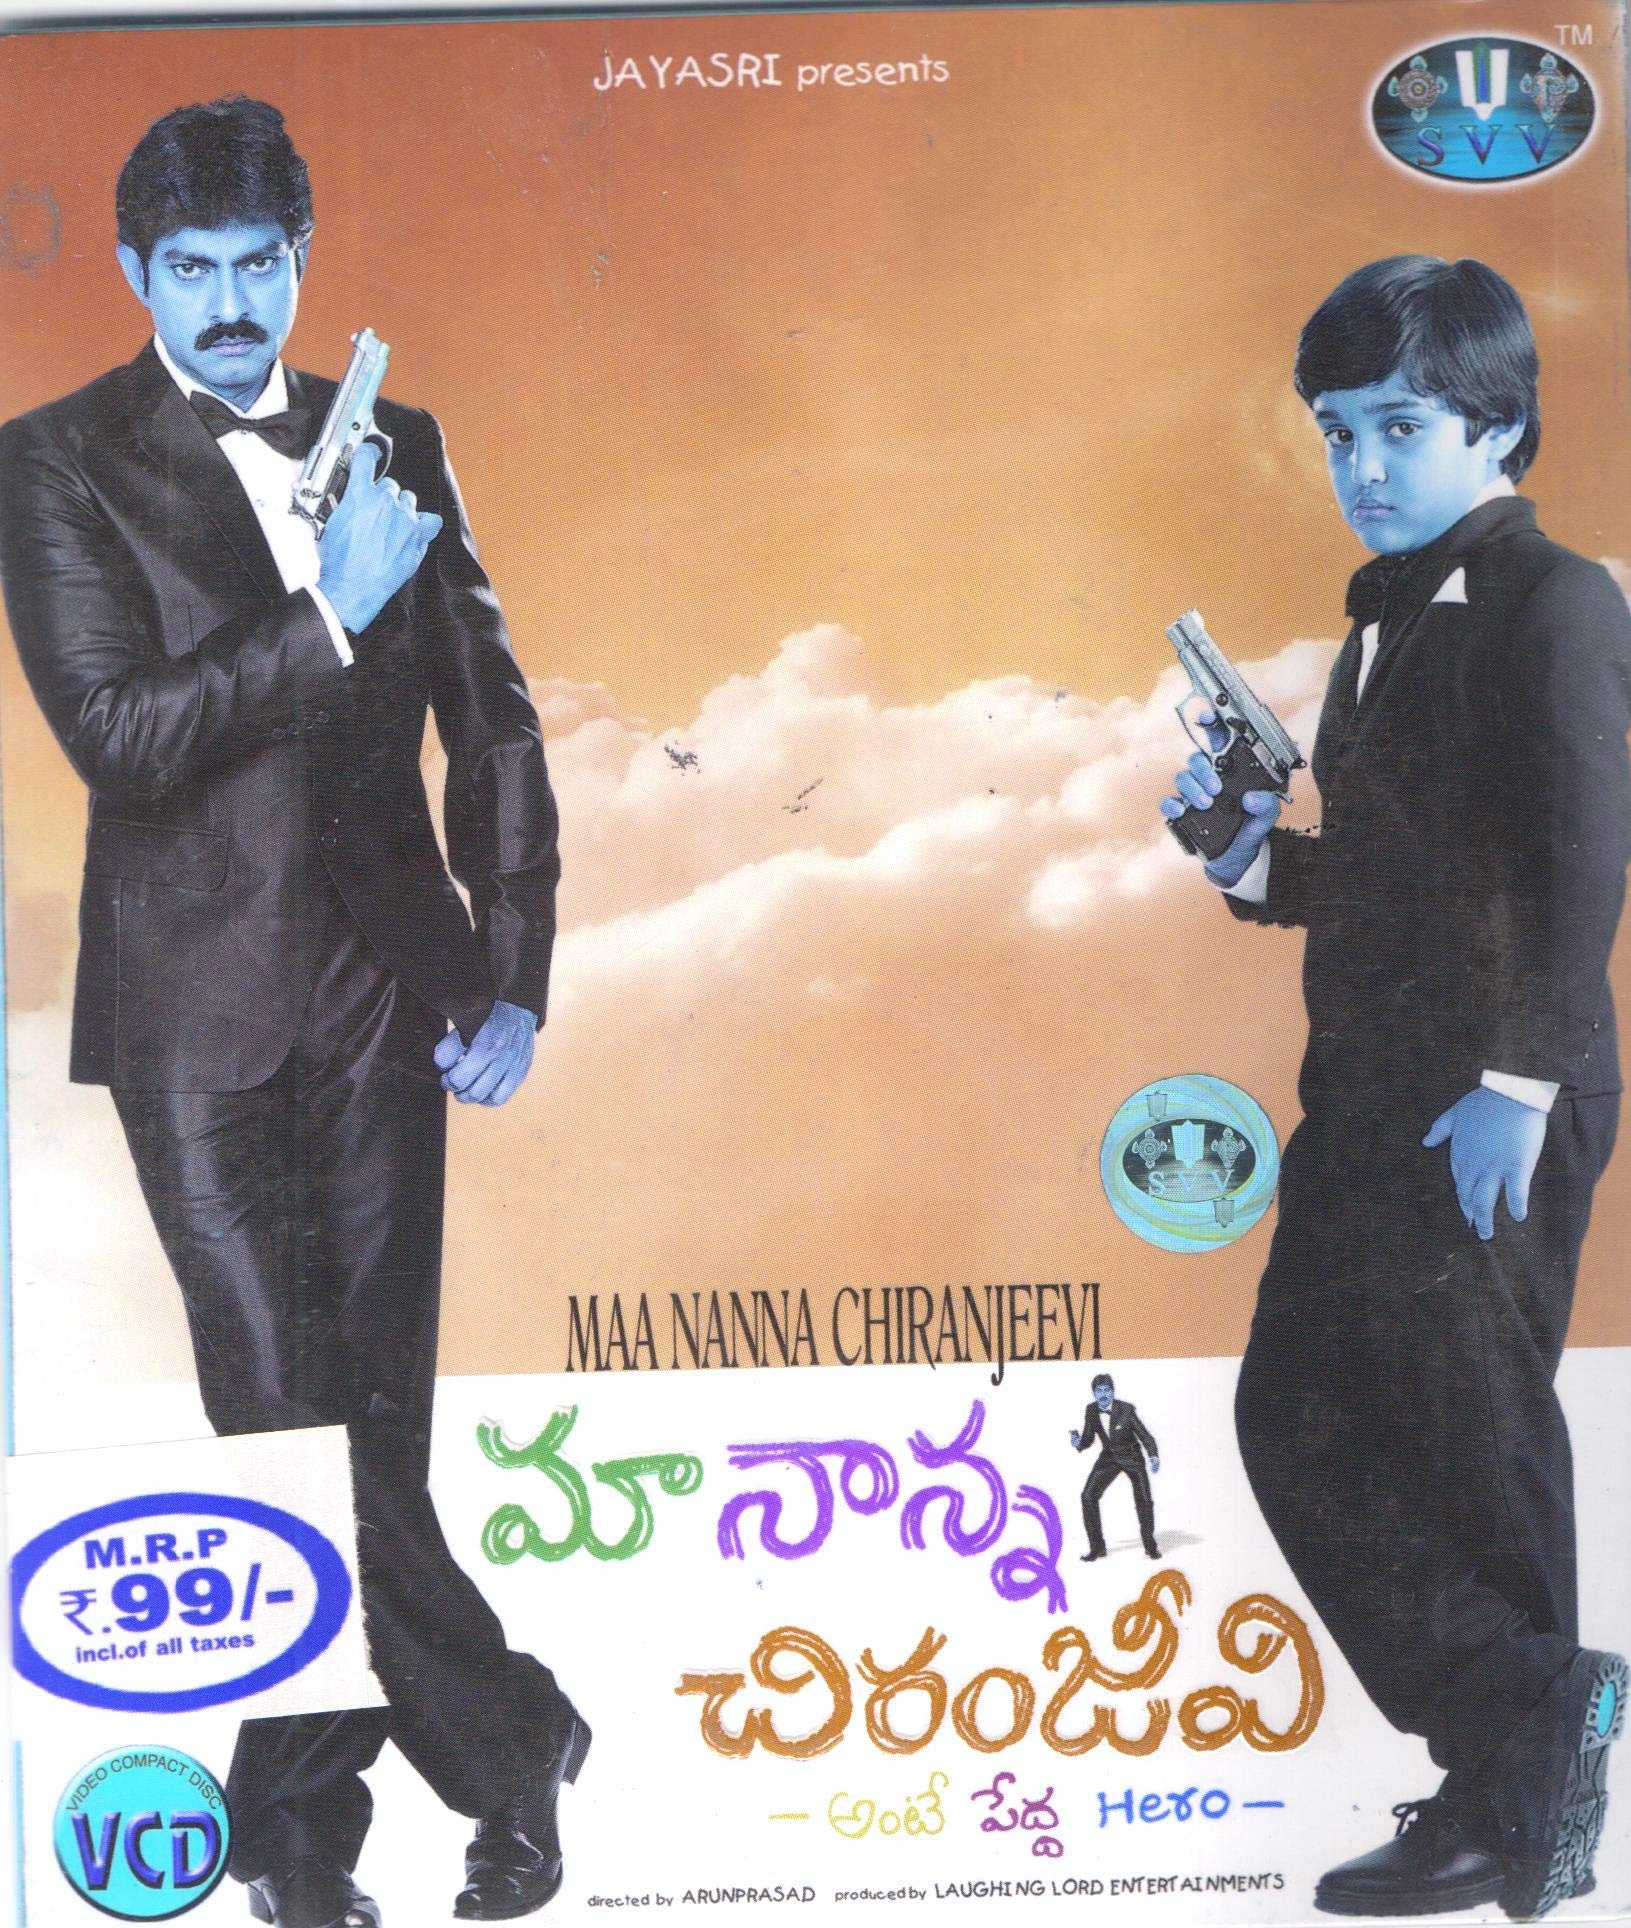 JAYASRI presents
TM
S V V
S V V
MAA NANNA CHIRANJEEVI
మా నాన్న
చిరంజీవి
M.R.P
₹.99/-
incl.of all taxes
VIDEO COMPACT DISC
VCD
– అంటే పేద్ద Hero –
directed by ARUNPRASAD produced by LAUGHING LORD ENTERTAINMENTS